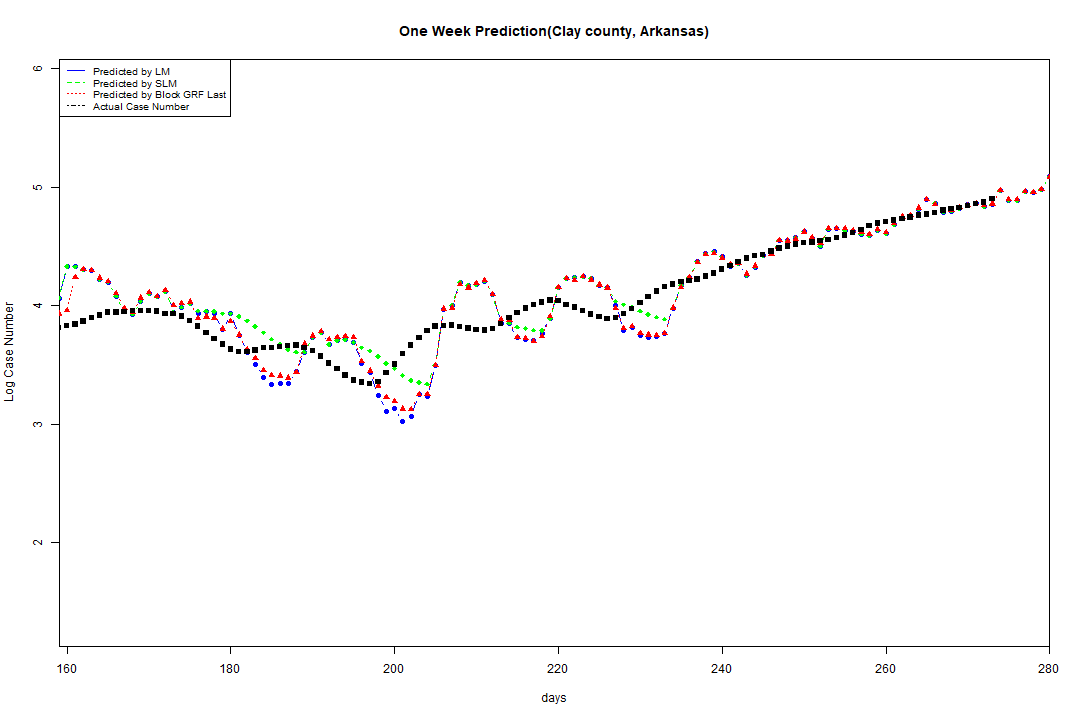 One Week Prediction(Clay county, Arkansas)
Predicted by LM
Predicted by SLM
Predicted by Block GRF Last
Actual Case Number
6
5
4
3
2
Log Case Number
160 180 200 220 240 260 280
days